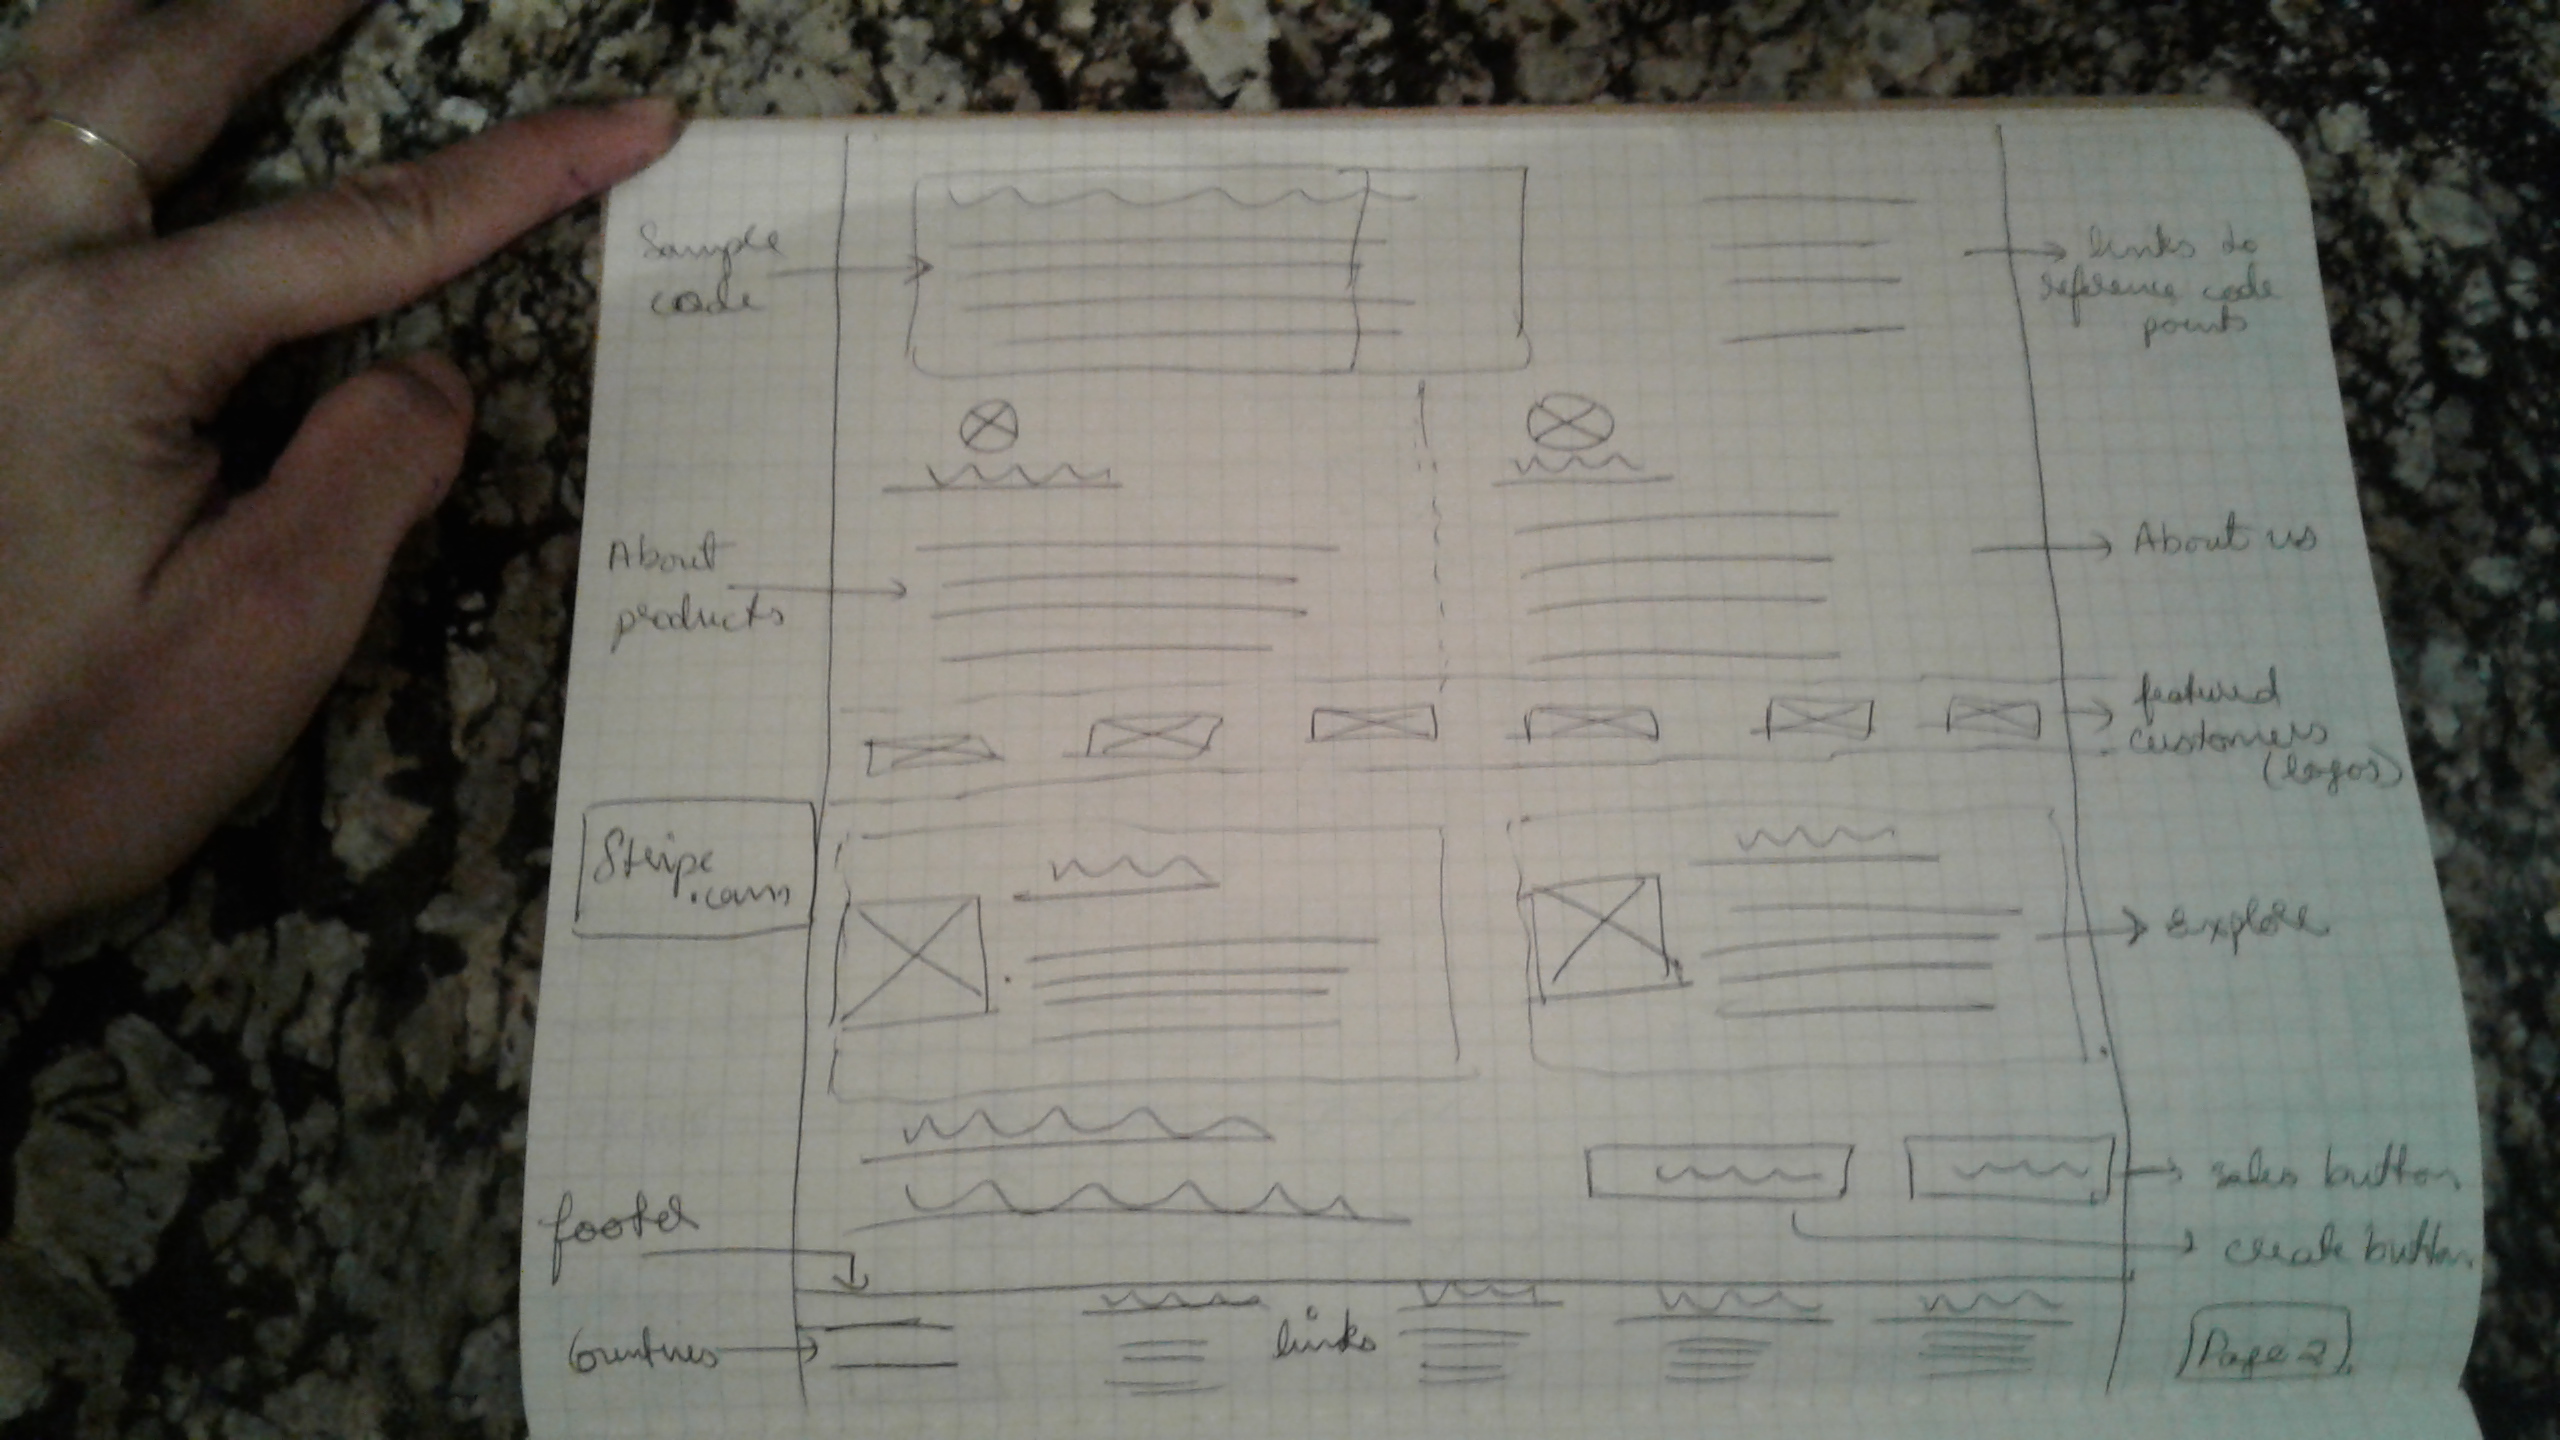 Sample
code
links to
reference code
points
About
products
About us
featured
customers
(logos)
Stripe
.com
explore
footer
sales button
create button
Countries
links
Page 2